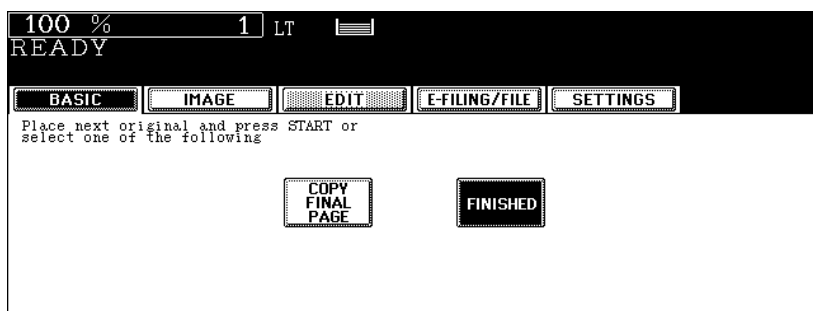 100 % 1 LT
READY
BASIC IMAGE EDIT E-FILING/FILE SETTINGS
Place next original and press START or
select one of the following
COPY
FINAL
PAGE
FINISHED